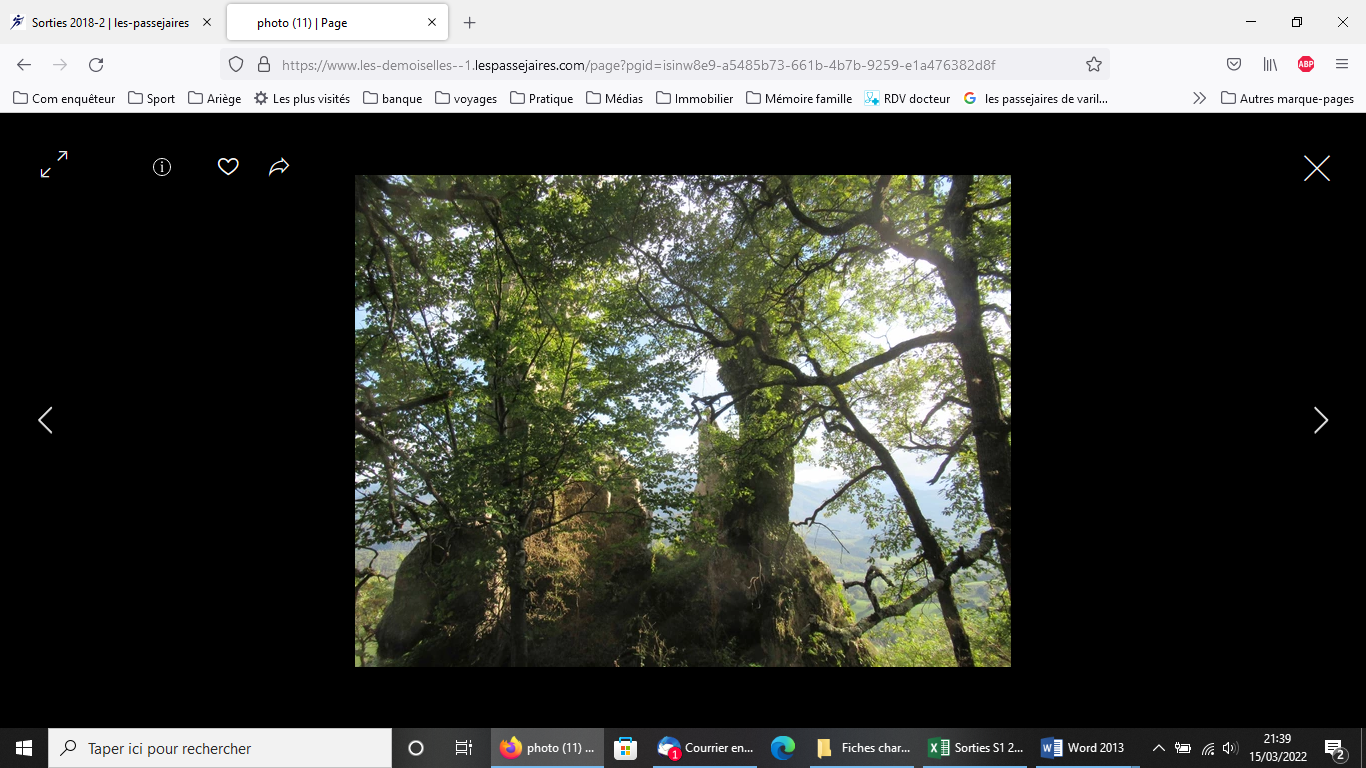 Sorties 2018-2 | les-passejaires
photo (11) | Page
https://www.les-demoiselles--1.lespassejaires.com/page?pgid=isinw8e9-a5485b73-661b-4b7b-9259-e1a476382d8f
ABP
Com enquêteur Sport Ariège Les plus visités banque voyages Pratique Médias Immobilier Mémoire famille RDV docteur les passejaires de varil... Autres marque-pages
Taper ici pour rechercher
photo (11) ...
1
Courrier en...
Fiches char...
Sorties S1 2...
Word 2013
21:39
15/03/2022
2